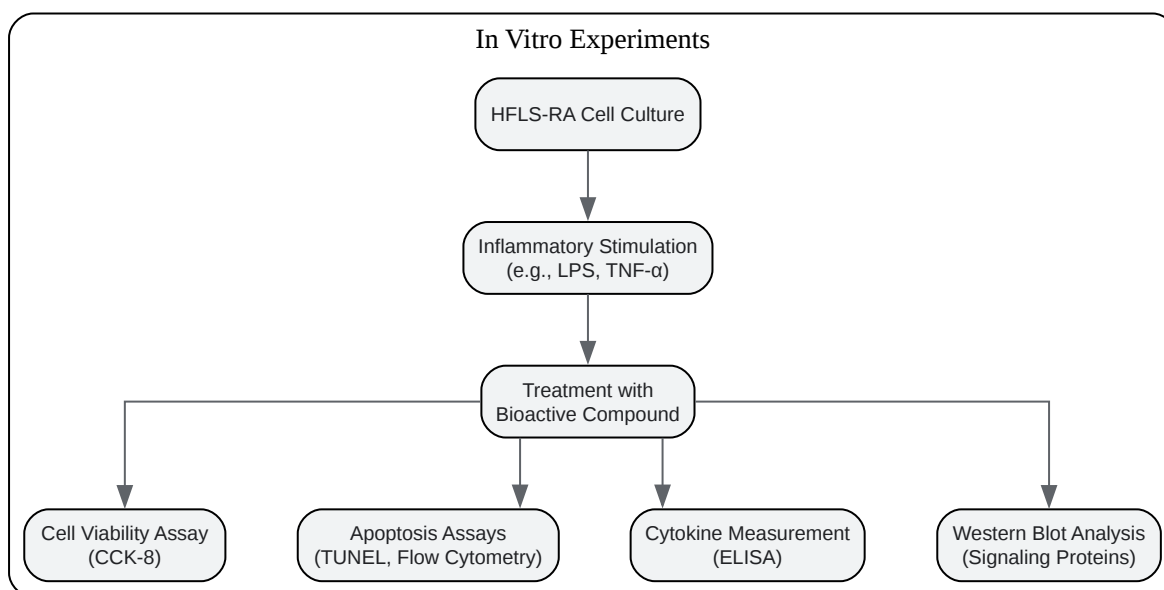 In Vitro Experiments
HFLS-RA Cell Culture
Inflammatory Stimulation
(e.g., LPS, TNF-α)
Treatment with
Bioactive Compound
Cell Viability Assay
(CCK-8)
Apoptosis Assays
(TUNEL, Flow Cytometry)
Cytokine Measurement
(ELISA)
Western Blot Analysis
(Signaling Proteins)